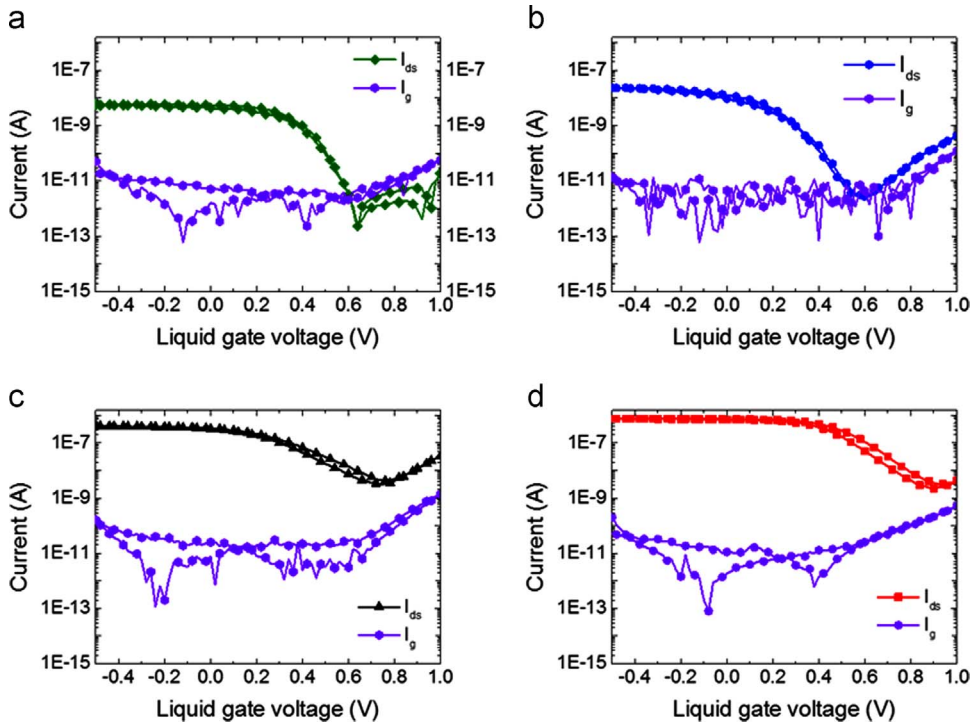 a
1E-7
1E-9
1E-11
1E-13
1E-15
Current (A)
I_ds
I_g
1E-7
1E-9
1E-11
1E-13
1E-15
-0.4 -0.2 0.0 0.2 0.4 0.6 0.8 1.0
Liquid gate voltage (V)
b
1E-7
1E-9
1E-11
1E-13
1E-15
Current (A)
I_ds
I_g
-0.4 -0.2 0.0 0.2 0.4 0.6 0.8 1.0
Liquid gate voltage (V)
c
1E-7
1E-9
1E-11
1E-13
1E-15
Current (A)
I_ds
I_g
-0.4 -0.2 0.0 0.2 0.4 0.6 0.8 1.0
Liquid gate voltage (V)
d
1E-7
1E-9
1E-11
1E-13
1E-15
Current (A)
I_ds
I_g
-0.4 -0.2 0.0 0.2 0.4 0.6 0.8 1.0
Liquid gate voltage (V)